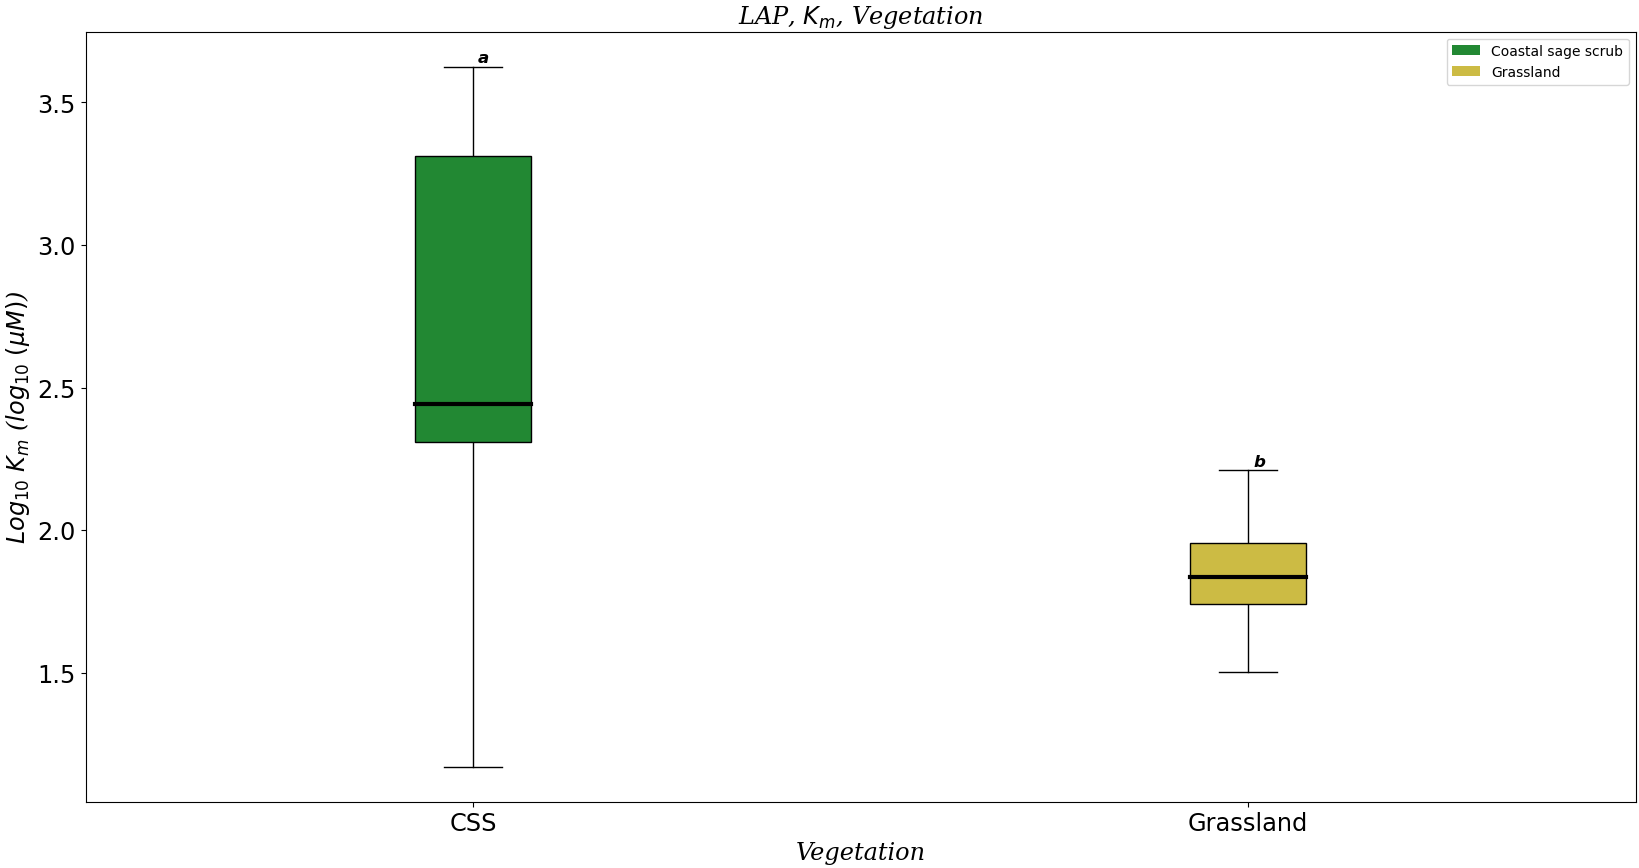 LAP, Kₘ, Vegetation
a
Coastal sage scrub
Grassland
3.5
3.0
b
2.5
2.0
1.5
Log₁₀ Kₘ (log₁₀ (μM))
CSS
Grassland
Vegetation